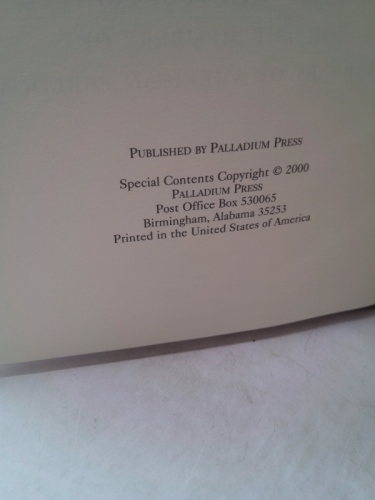 PUBLISHED BY PALLADIUM PRESS
Special Contents Copyright © 2000
PALLADIUM PRESS
Post Office Box 530065
Birmingham, Alabama 35253
Printed in the United States of America